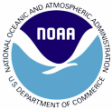 NATIONAL OCEANIC AND ATMOSPHERIC ADMINISTRATION
NOAA
U.S. DEPARTMENT OF COMMERCE